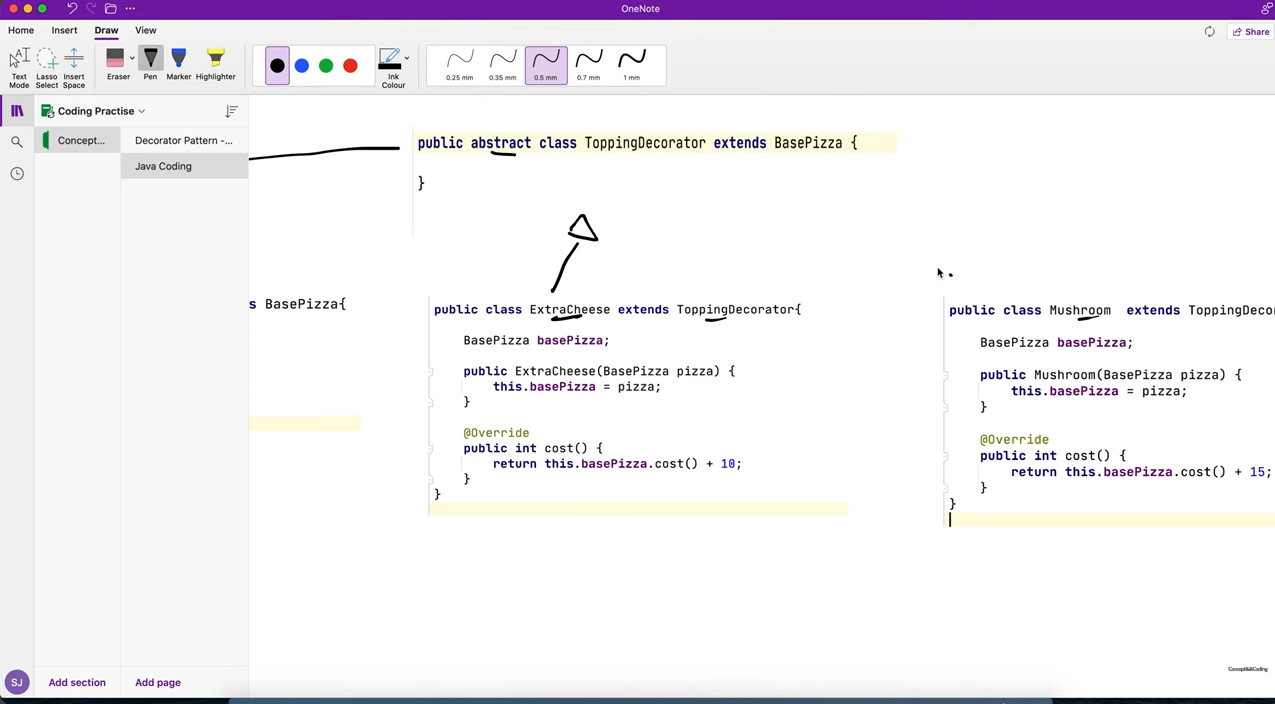 OneNote
Home Insert Draw View
Share
Text Mode
Lasso Select
Insert Space
Eraser
Pen
Marker
Highlighter
Ink Colour
0.25 mm
0.35 mm
0.5 mm
0.7 mm
1 mm
Coding Practise
Concept...
Decorator Pattern -...
Java Coding
public abstract class ToppingDecorator extends BasePizza {
}
s BasePizza{
public class ExtraCheese extends ToppingDecorator{
BasePizza basePizza;
public ExtraCheese(BasePizza pizza) {
this.basePizza = pizza;
}
@Override
public int cost() {
return this.basePizza.cost() + 10;
}
}
public class Mushroom extends ToppingDeco
BasePizza basePizza;
public Mushroom(BasePizza pizza) {
this.basePizza = pizza;
}
@Override
public int cost() {
return this.basePizza.cost() + 15;
}
}
SJ
Add section
Add page
Concept&&Coding